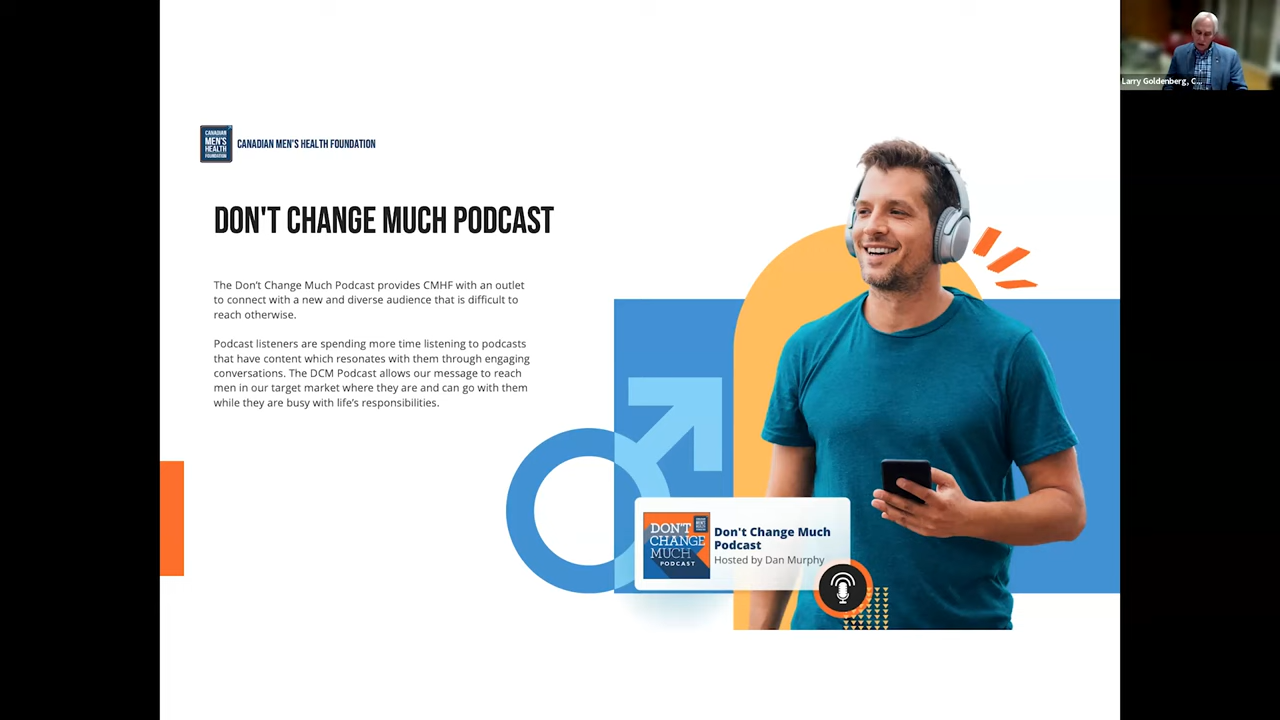 CANADIAN
MEN'S
HEALTH
FOUNDATION
CANADIAN MEN'S HEALTH FOUNDATION
DON'T CHANGE MUCH PODCAST
The Don't Change Much Podcast provides CMHF with an outlet
to connect with a new and diverse audience that is difficult to
reach otherwise.
Podcast listeners are spending more time listening to podcasts
that have content which resonates with them through engaging
conversations. The DCM Podcast allows our message to reach
men in our target market where they are and can go with them
while they are busy with life's responsibilities.
DON'T
CHANGE
MUCH
PODCAST
Don't Change Much
Podcast
Hosted by Dan Murphy
Larry Goldenberg, C...